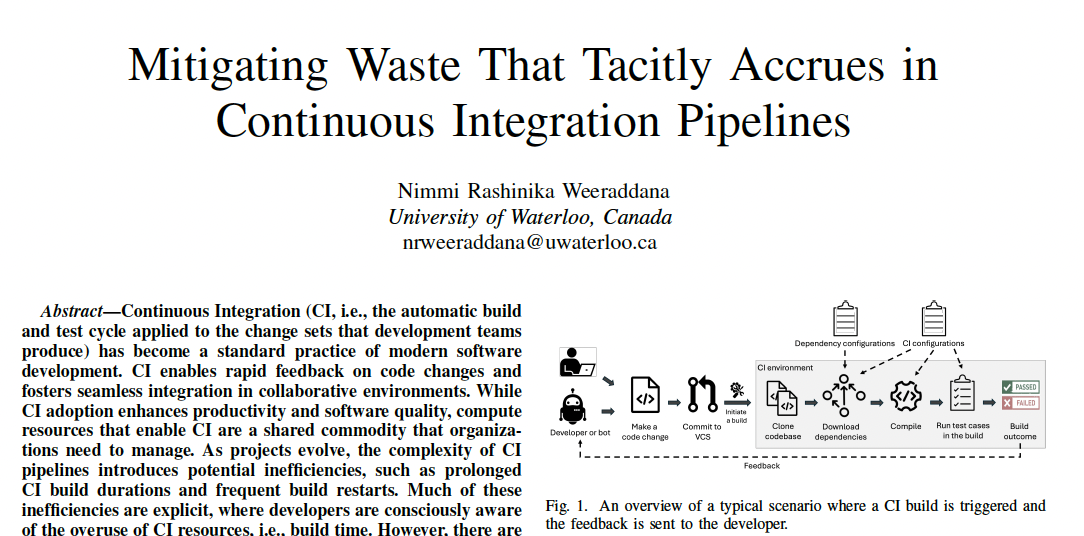 Mitigating Waste That Tacitly Accrues in
Continuous Integration Pipelines
Nimmi Rashinika Weeraddana
University of Waterloo, Canada
nrweeraddana@uwaterloo.ca
Abstract—Continuous Integration (CI, i.e., the automatic build
and test cycle applied to the change sets that development teams
produce) has become a standard practice of modern software
development. CI enables rapid feedback on code changes and
fosters seamless integration in collaborative environments. While
CI adoption enhances productivity and software quality, compute
resources that enable CI are a shared commodity that organiza-
tions need to manage. As projects evolve, the complexity of CI
pipelines introduces potential inefficiencies, such as prolonged
CI build durations and frequent build restarts. Much of these
inefficiencies are explicit, where developers are consciously aware
of the overuse of CI resources, i.e., build time. However, there are
Dependency configurations
CI configurations
CI environment
Developer or bot
Make a
code change
Commit to
VCS
Initiate
a build
Clone
codebase
Download
dependencies
Compile
Run test cases
in the build
PASSED
FAILED
Build
outcome
Feedback
Fig. 1. An overview of a typical scenario where a CI build is triggered and
the feedback is sent to the developer.